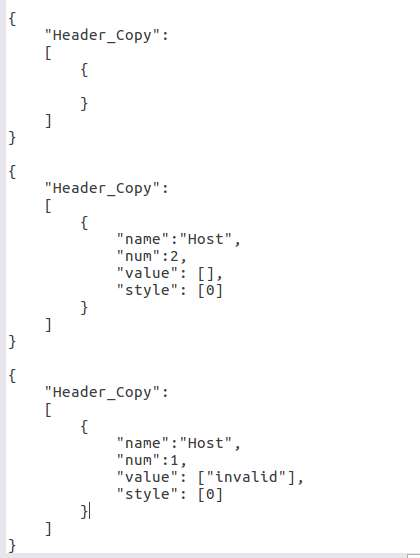 {
    "Header_Copy":
    [
        {

        }
    ]
}

{
    "Header_Copy":
    [
        {
            "name":"Host",
            "num":2,
            "value": [],
            "style": [0]
        }
    ]
}

{
    "Header_Copy":
    [
        {
            "name":"Host",
            "num":1,
            "value": ["invalid"],
            "style": [0]
        }
    ]
}